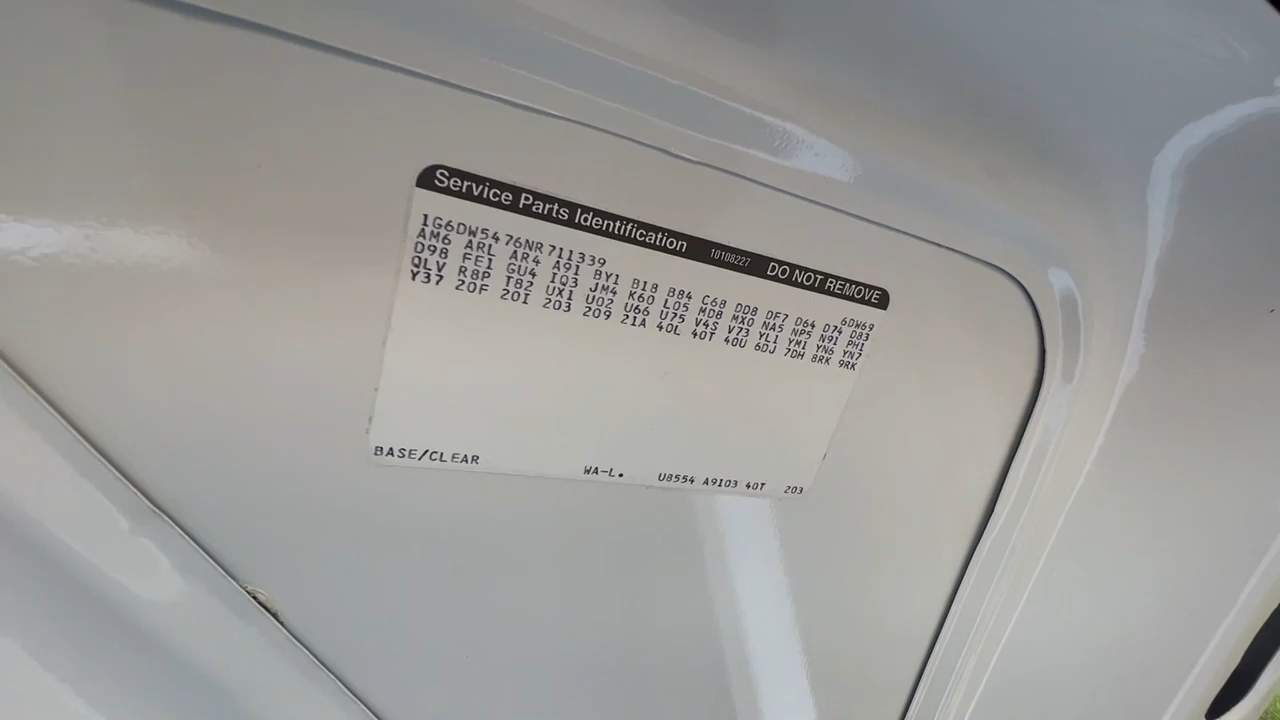 Service Parts Identification 10108227 DO NOT REMOVE
1G6DW5476NR711339 6DW69
AM6 ARL AR4 A91 BY1 B18 B84 C68 DD8 DF7 D64 D74 D83
D98 FE1 GU4 IQ3 JM4 K60 L05 MD8 MX0 NA5 NP5 N91 PH1
QLV R8P T82 UX1 U02 U66 U75 V4S V73 YL1 YM1 YN6 YN7
Y37 20F 20I 203 209 21A 40L 40T 40U 6DJ 7DH 8RK 9RK
BASE/CLEAR WA-L. U8554 A9103 40T 203